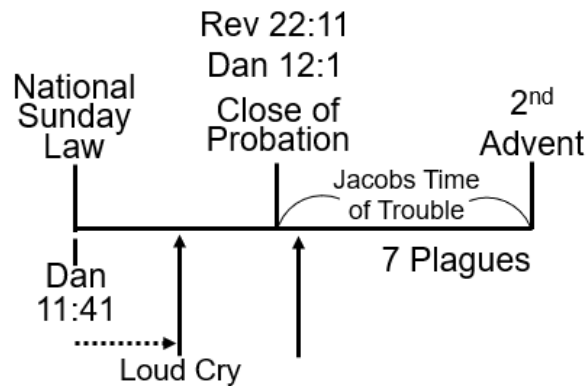 Rev 22:11
Dan 12:1
Close of
Probation
National
Sunday
Law
2nd
Advent
Jacobs Time
of Trouble
7 Plagues
Dan
11:41
Loud Cry